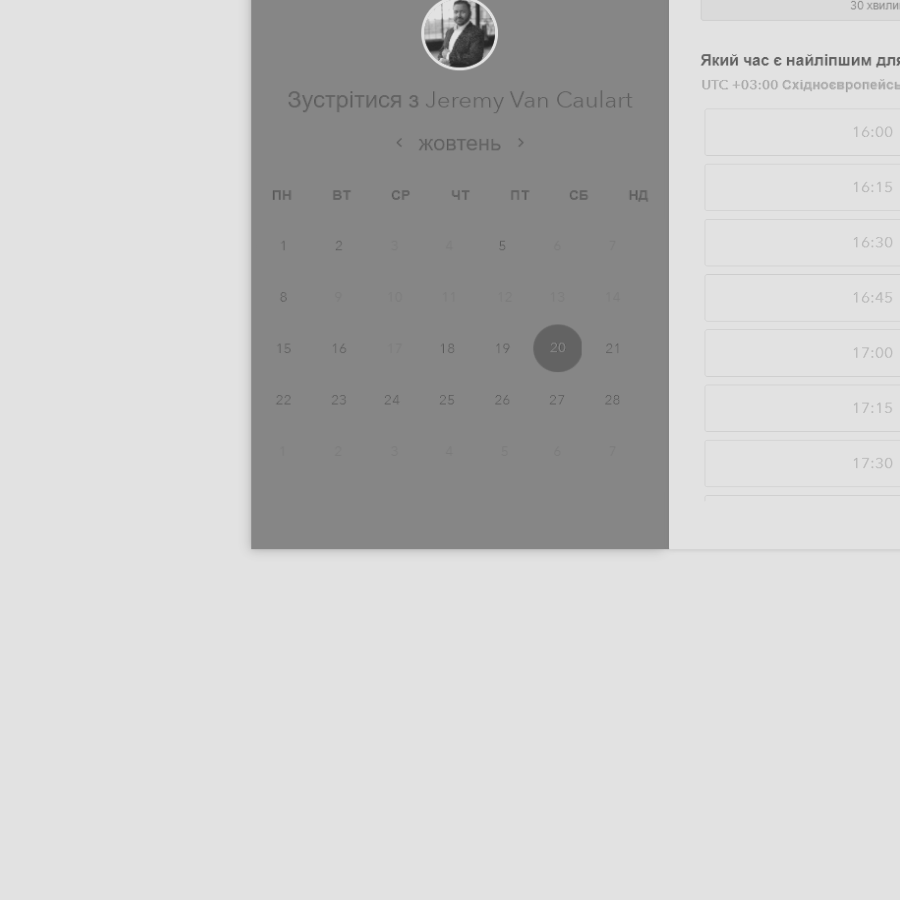 Зустрітися з Jeremy Van Caulart
‹ жовтень ›
ПН ВТ СР ЧТ ПТ СБ НД
1 2 3 4 5 6 7
8 9 10 11 12 13 14
15 16 17 18 19 20 21
22 23 24 25 26 27 28
1 2 3 4 5 6 7
30 хвили
Який час є найліпшим для
UTC +03:00 Східноєвропейсь
16:00
16:15
16:30
16:45
17:00
17:15
17:30